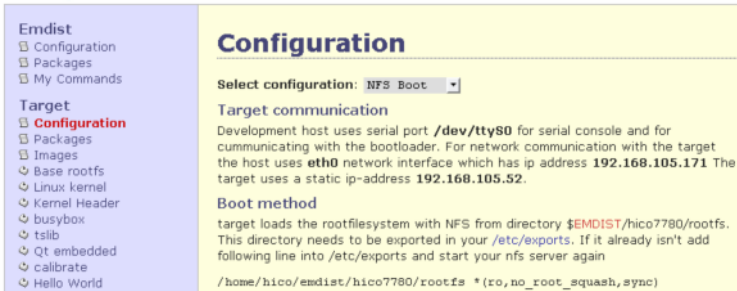 Emdist
Configuration
Packages
My Commands
Target
Configuration
Packages
Images
Base rootfs
Linux kernel
Kernel Header
busybox
tslib
Qt embedded
calibrate
Hello World
Configuration
Select configuration: NFS Boot
Target communication
Development host uses serial port /dev/ttyS0 for serial console and for
cummunicating with the bootloader. For network communication with the target
the host uses eth0 network interface which has ip address 192.168.105.171 The
target uses a static ip-address 192.168.105.52.
Boot method
target loads the rootfilesystem with NFS from directory $EMDIST/hico7780/rootfs.
This directory needs to be exported in your /etc/exports. If it already isn't add
following line into /etc/exports and start your nfs server again
/home/hico/emdist/hico7780/rootfs *(ro,no_root_squash,sync)